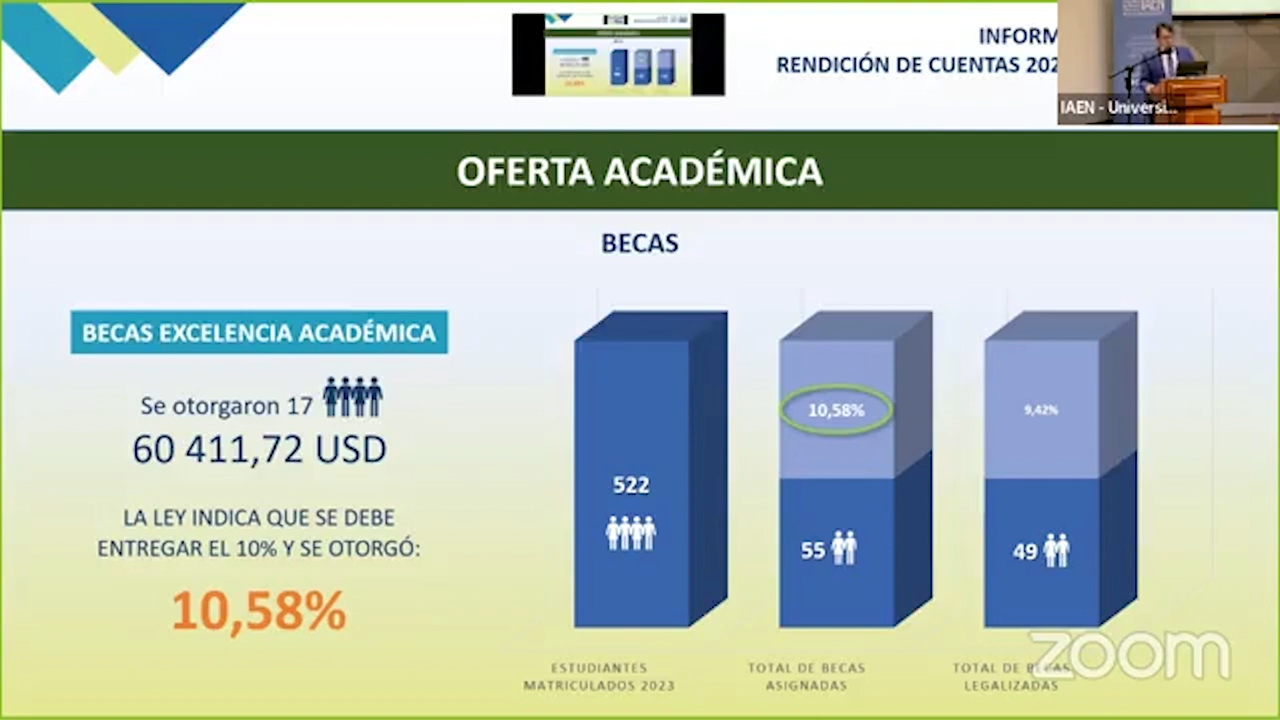 INFORM
RENDICIÓN DE CUENTAS 202
IAEN
IAEN - Universi...
OFERTA ACADÉMICA
BECAS
BECAS EXCELENCIA ACADÉMICA
Se otorgaron 17
60 411,72 USD
LA LEY INDICA QUE SE DEBE
ENTREGAR EL 10% Y SE OTORGÓ:
10,58%
522
10,58%
55
9,42%
49
ESTUDIANTES
MATRICULADOS 2023
TOTAL DE BECAS
ASIGNADAS
TOTAL DE BECAS
LEGALIZADAS
zoom